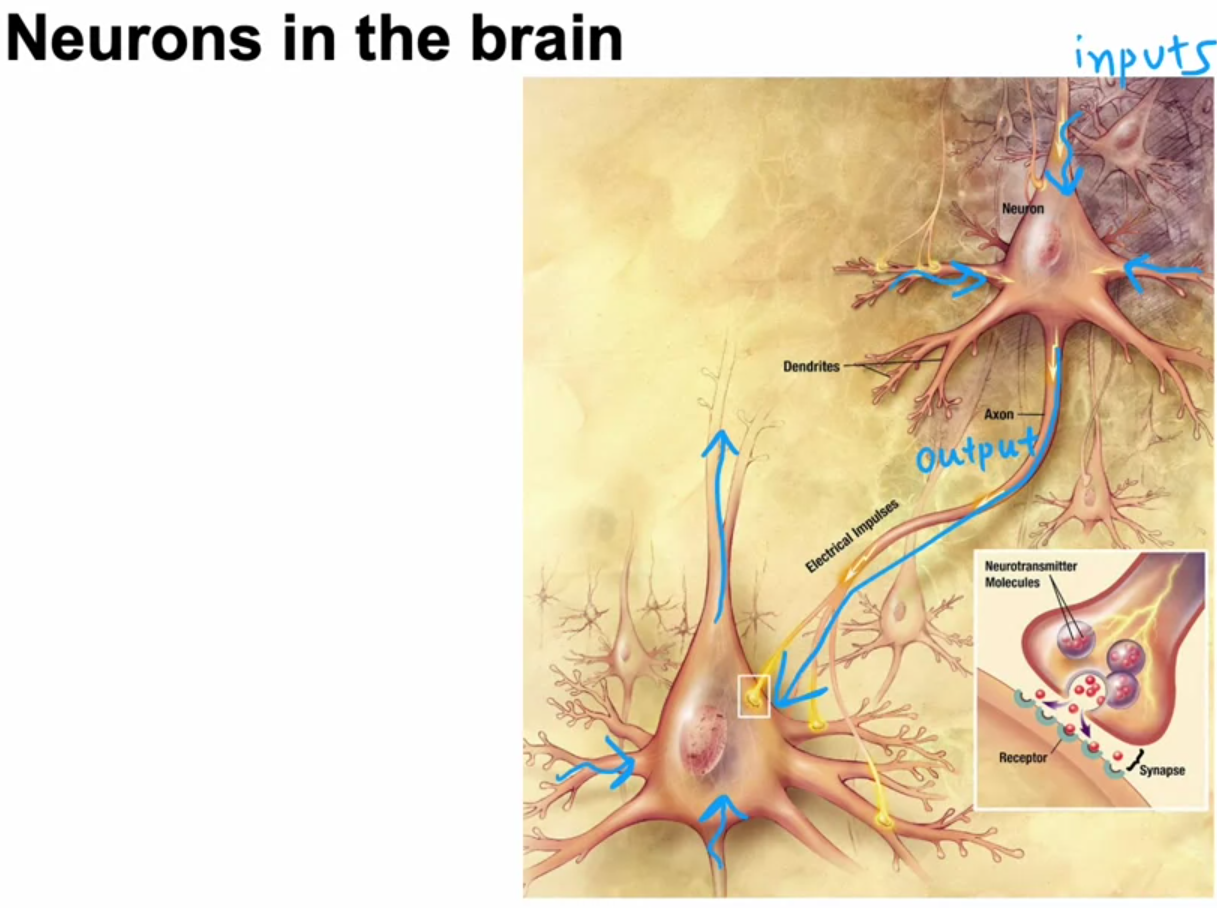 Neurons in the brain
inputs
Neuron
Dendrites
Axon
output
Electrical Impulses
Neurotransmitter
Molecules
Receptor
Synapse